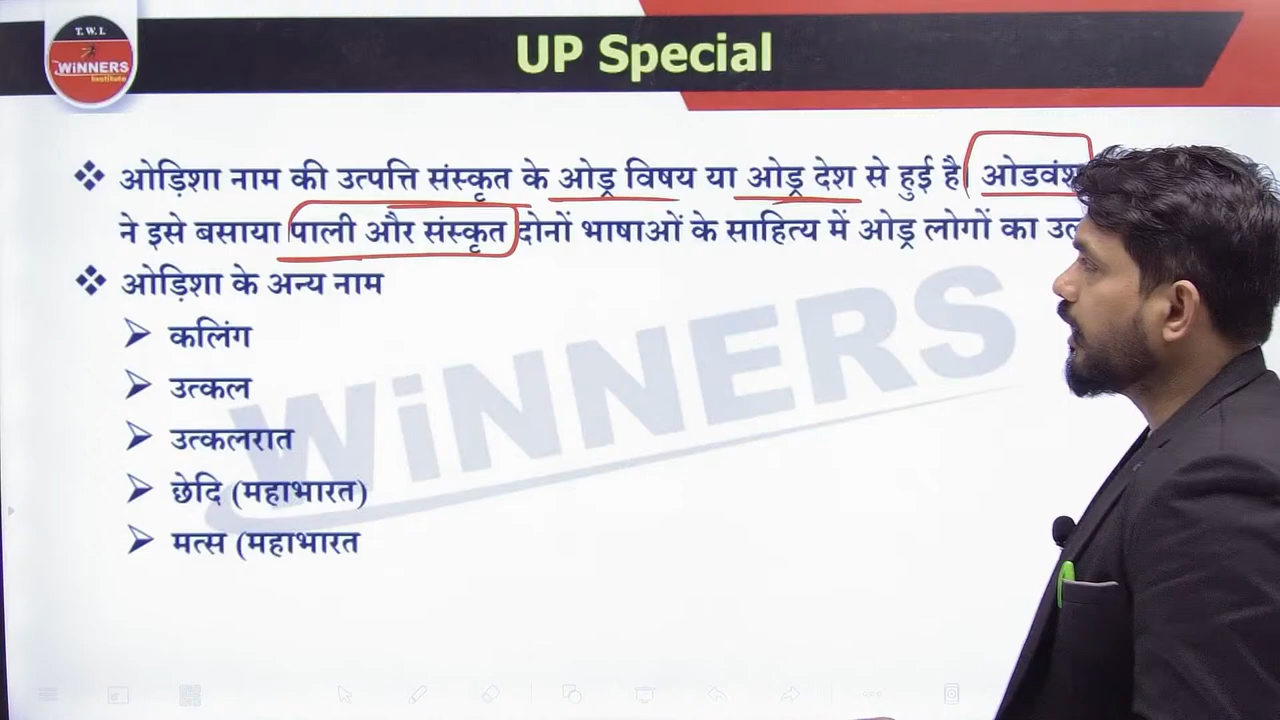 T. W. I.
THE WiNNERS
Institute
UP Special
ओड़िशा नाम की उत्पत्ति संस्कृत के ओड्र विषय या ओड्र देश से हुई है ओडवंश
ने इसे बसाया पाली और संस्कृत दोनों भाषाओं के साहित्य में ओड्र लोगों का
ओड़िशा के अन्य नाम
कलिंग
उत्कल
उत्कलरात
छेदि (महाभारत)
मत्स (महाभारत
WiNNERS